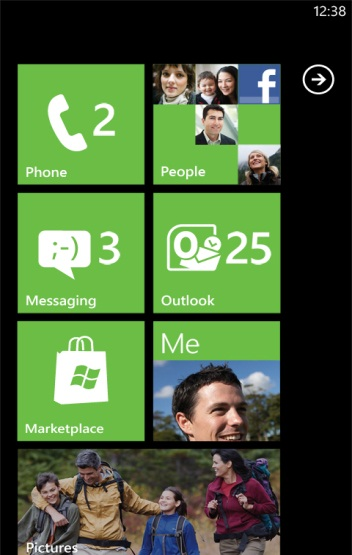 12:38
2
f
Phone
People
;-) 3
O 25
Messaging
Outlook
Me
Marketplace
Pictures